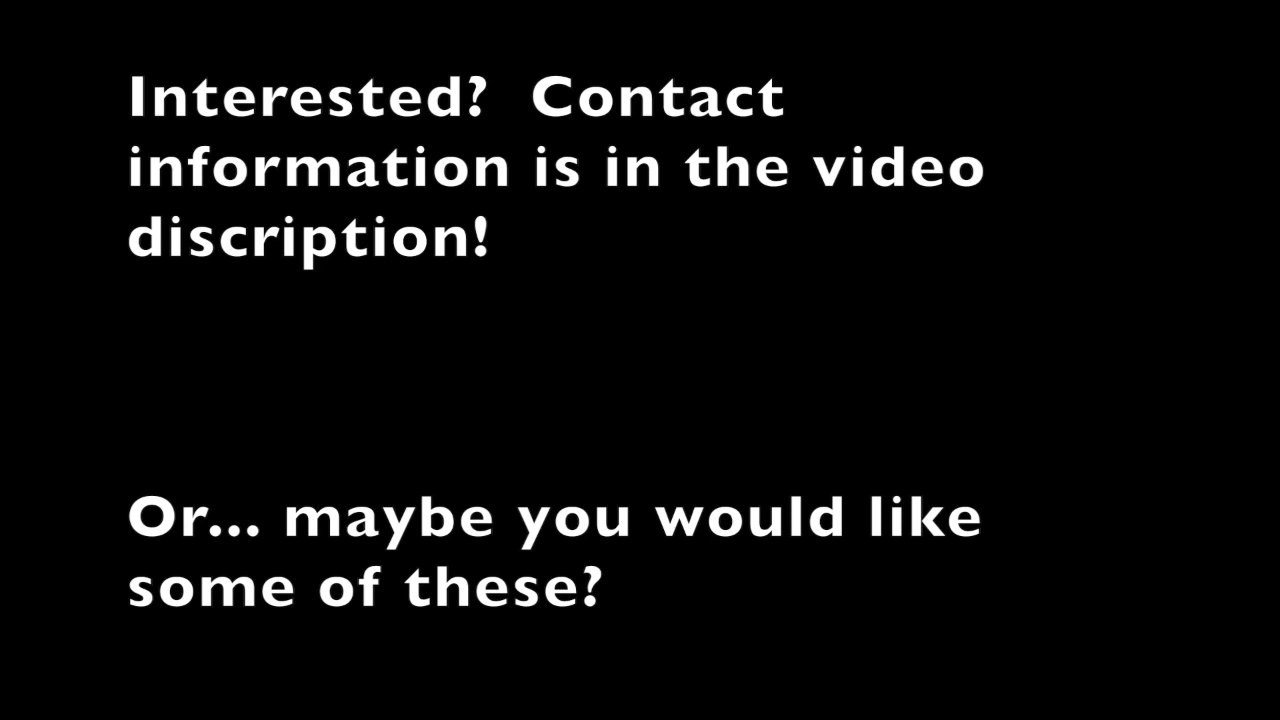 Interested?  Contact
information is in the video
discription!
Or... maybe you would like
some of these?